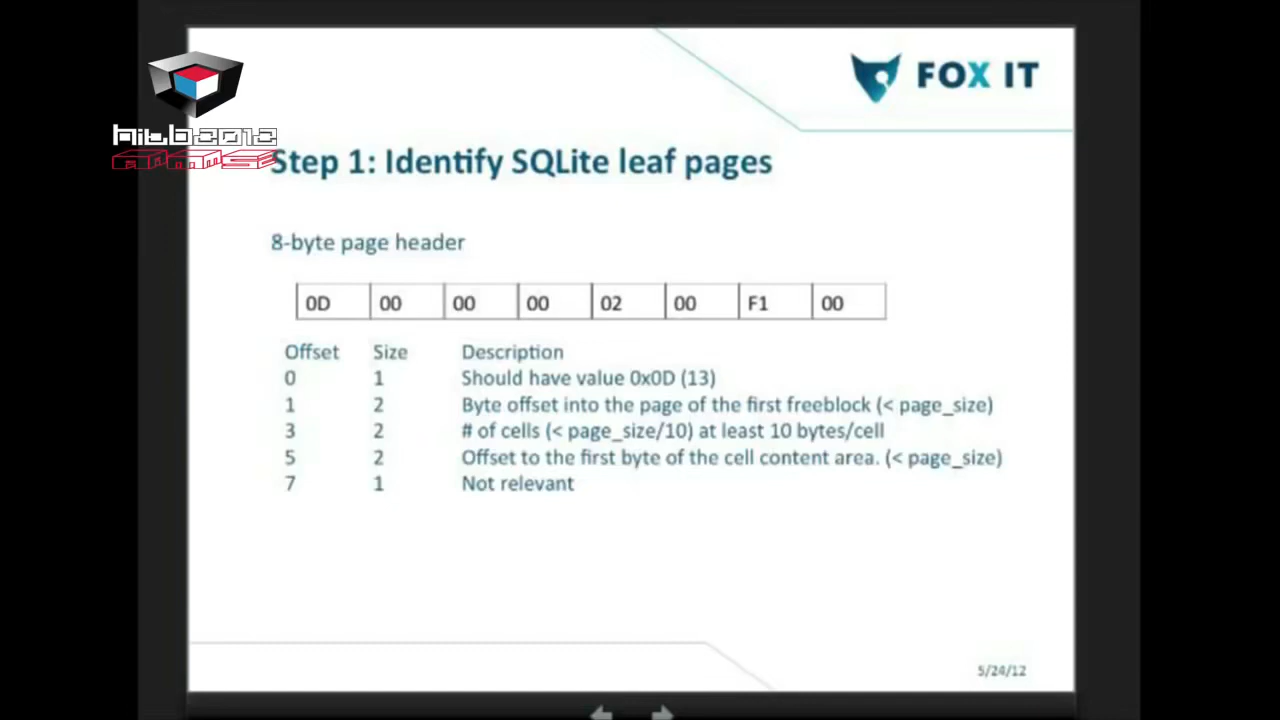 FOX IT
hitb2012
AMS
Step 1: Identify SQLite leaf pages
8-byte page header
0D 00 00 00 02 00 F1 00
Offset Size Description
0 1 Should have value 0x0D (13)
1 2 Byte offset into the page of the first freeblock (< page_size)
3 2 # of cells (< page_size/10) at least 10 bytes/cell
5 2 Offset to the first byte of the cell content area. (< page_size)
7 1 Not relevant
5/24/12